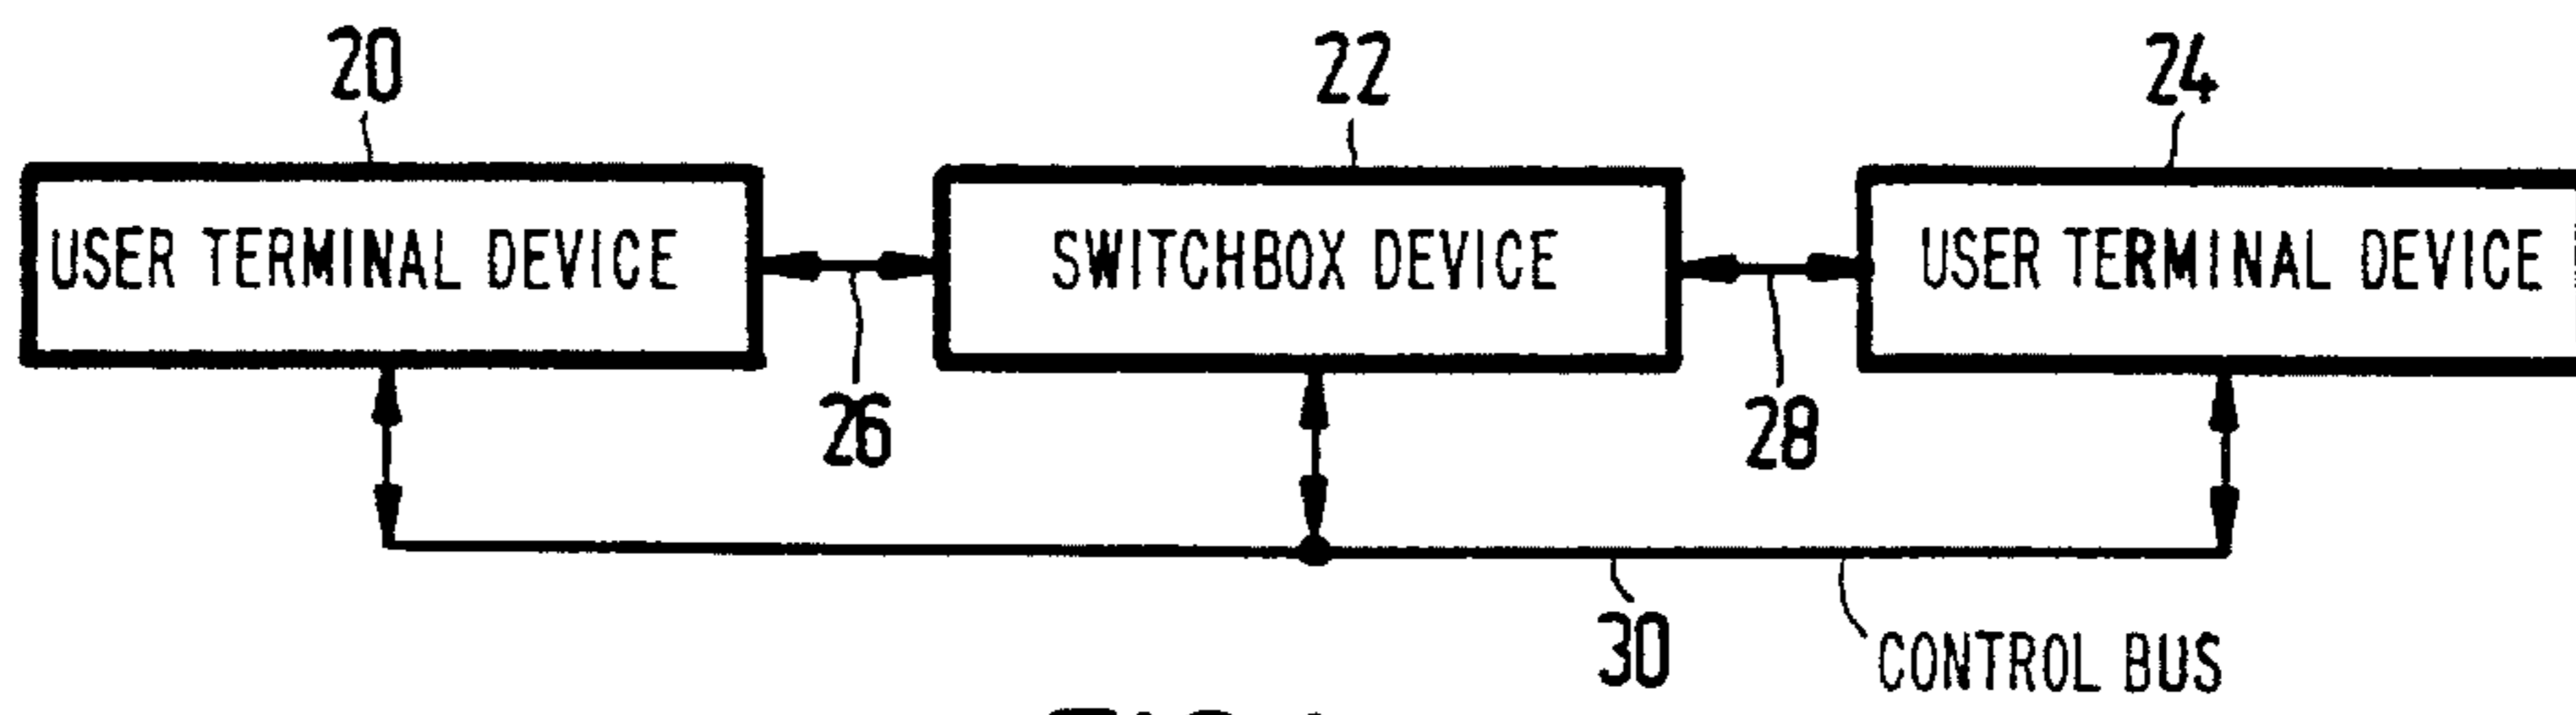 20 22 24
USER TERMINAL DEVICE SWITCHBOX DEVICE USER TERMINAL DEVICE
26 28
30
CONTROL BUS